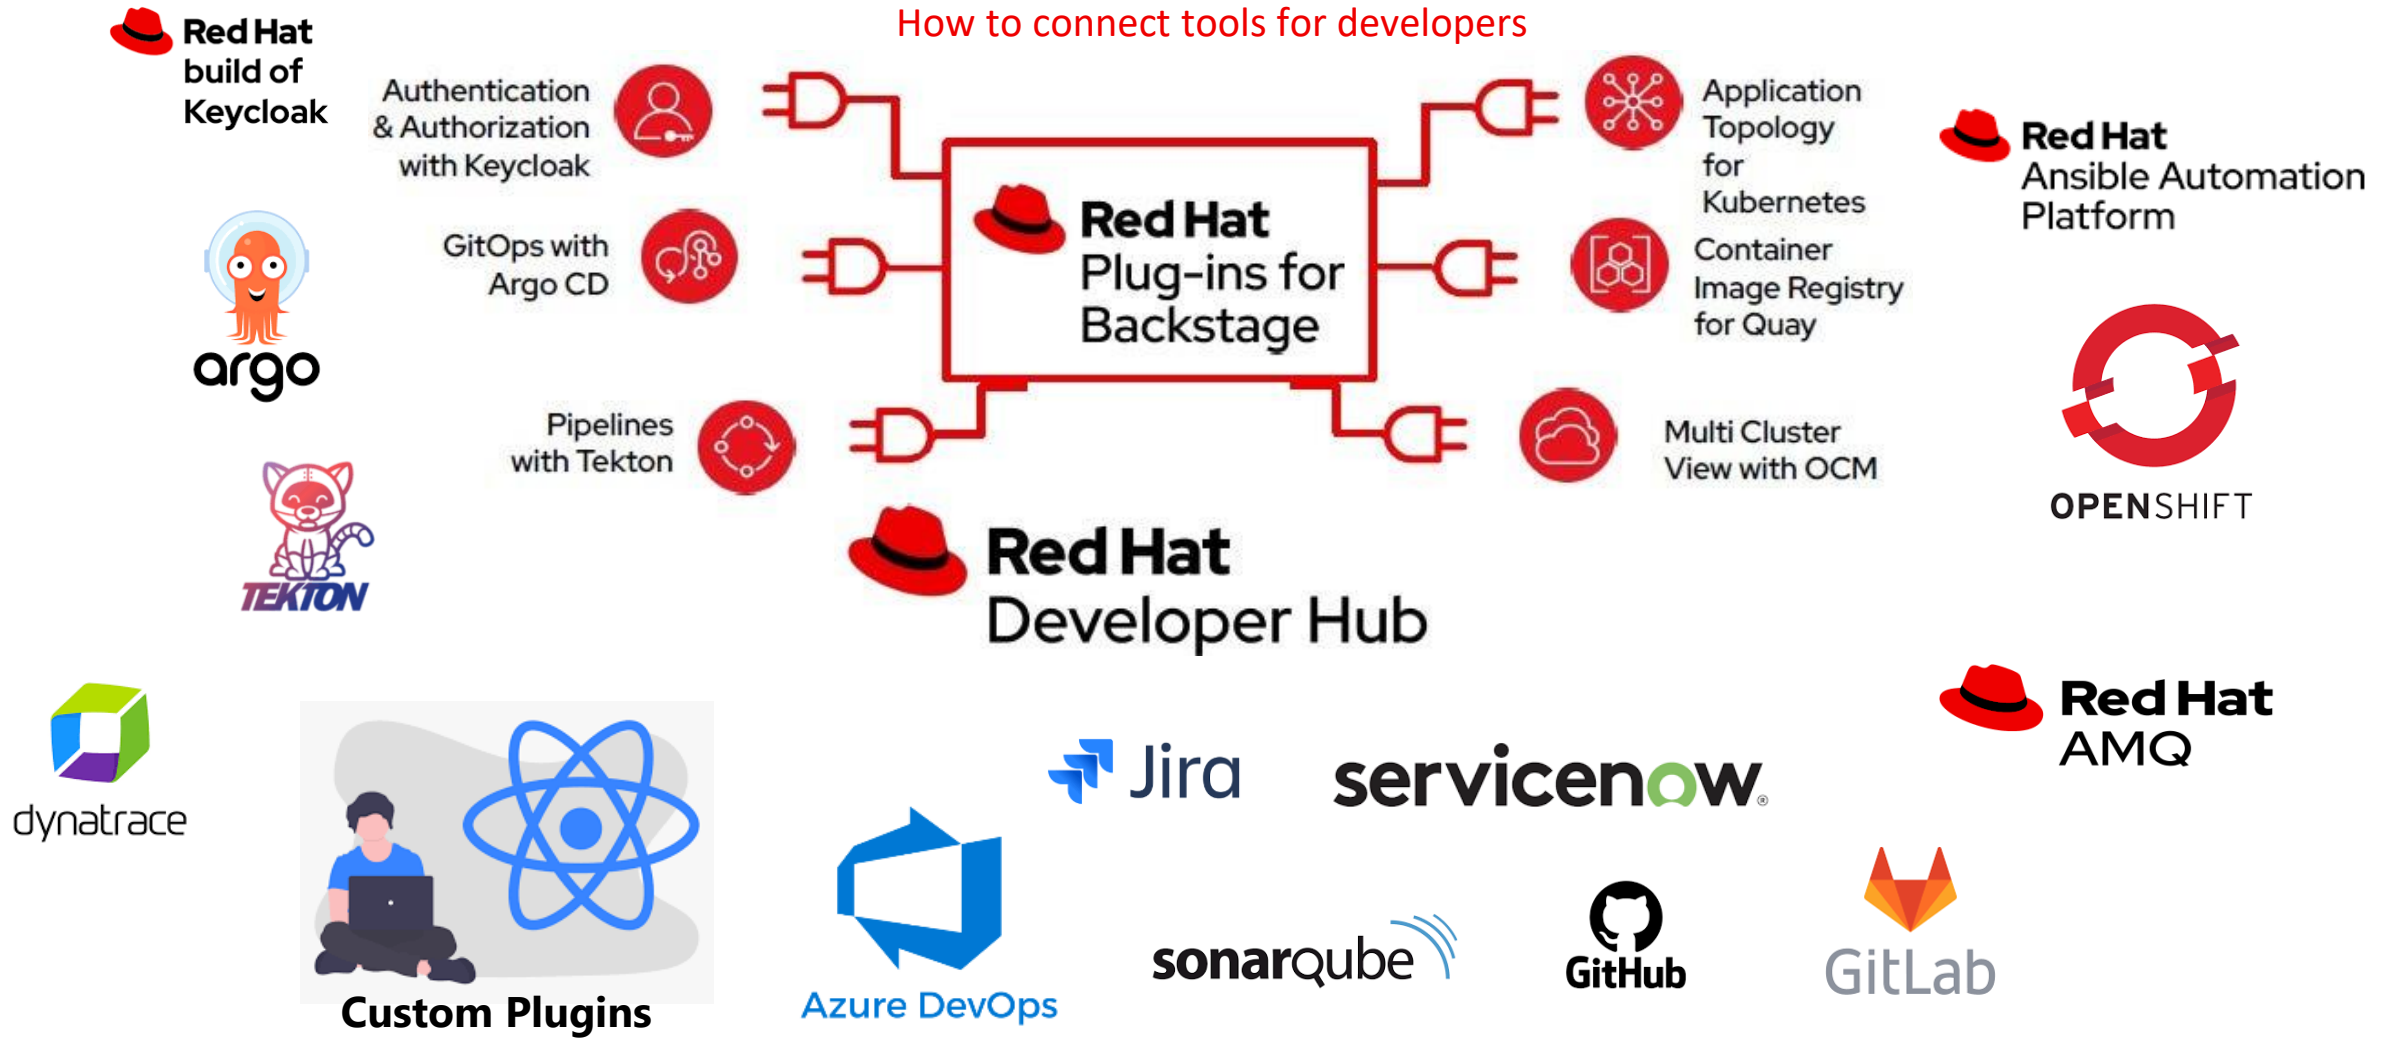 How to connect tools for developers
Red Hat
build of
Keycloak
Authentication
& Authorization
with Keycloak
GitOps with
Argo CD
Pipelines
with Tekton
Red Hat
Plug-ins for
Backstage
Application
Topology
for
Kubernetes
Container
Image Registry
for Quay
Multi Cluster
View with OCM
Red Hat
Ansible Automation
Platform
argo
TEKTON
OPENSHIFT
Red Hat
Developer Hub
dynatrace
Custom Plugins
Jira
servicenow®
Red Hat
AMQ
Azure DevOps
sonarqube
GitHub
GitLab